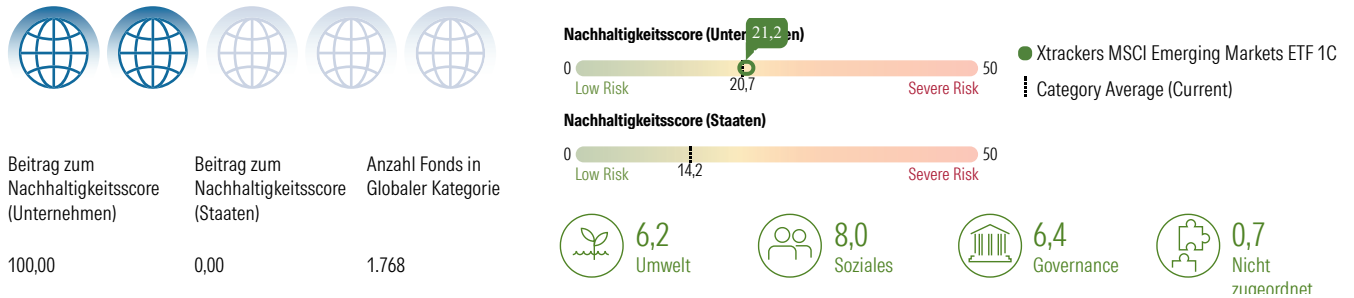 Beitrag zum
Nachhaltigkeitsscore
(Unternehmen)
100,00
Beitrag zum
Nachhaltigkeitsscore
(Staaten)
0,00
Anzahl Fonds in
Globaler Kategorie
1.768
Nachhaltigkeitsscore (Unter en)
21,2
0
50
Low Risk
20,7
Severe Risk
Nachhaltigkeitsscore (Staaten)
0
50
Low Risk
14,2
Severe Risk
Xtrackers MSCI Emerging Markets ETF 1C
Category Average (Current)
6,2
Umwelt
8,0
Soziales
6,4
Governance
0,7
Nicht
zugeordnet